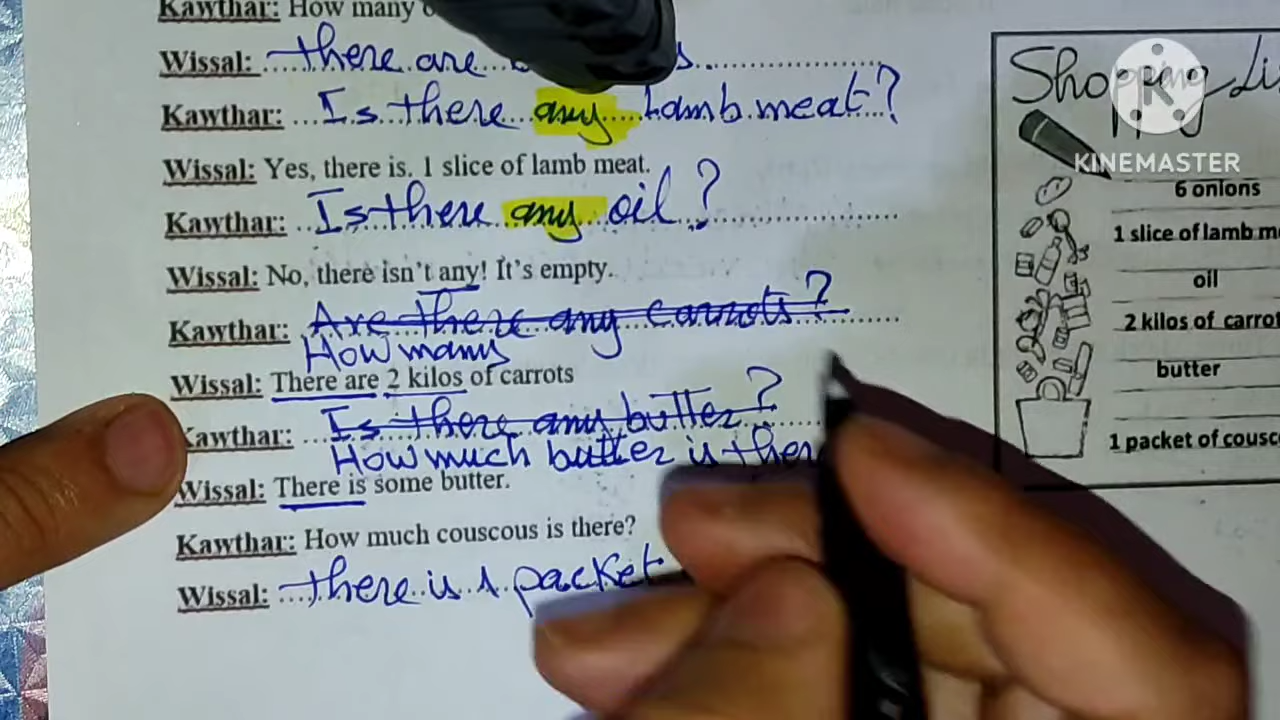 Kawthar: How many
Wissal: there are
Kawthar: Is there any Lamb meat?
Wissal: Yes, there is. 1 slice of lamb meat.
Kawthar: Is there any oil?
Wissal: No, there isn't any! It's empty.
Kawthar: Are there any carrots?
How many
Wissal: There are 2 kilos of carrots
Kawthar: Is there any butter?
How much butter is there
Wissal: There is some butter.
Kawthar: How much couscous is there?
Wissal: there is 1 packet
Shopping Li
KINEMASTER
6 onions
1 slice of lamb me
oil
2 kilos of carrot
butter
1 packet of cousc